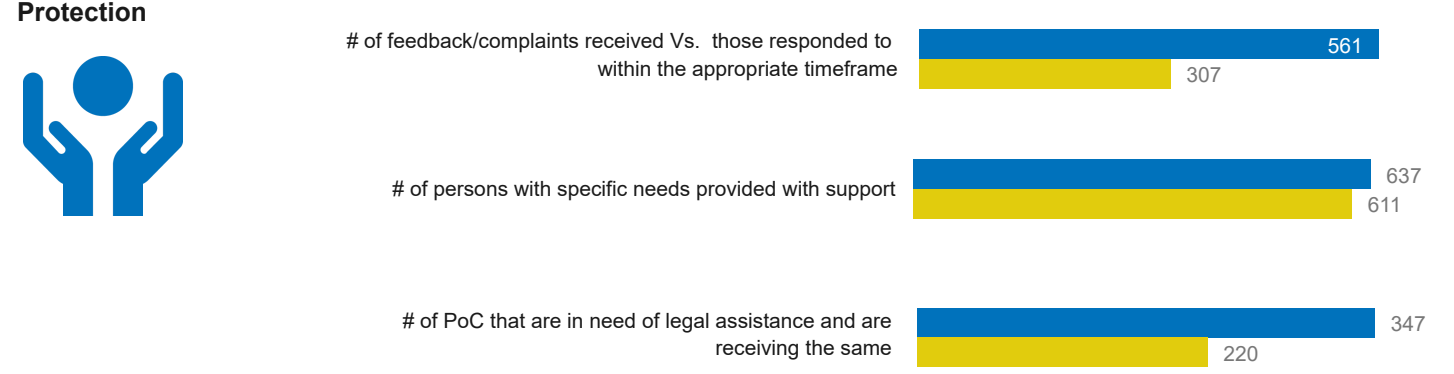 Protection
# of feedback/complaints received Vs.  those responded to
within the appropriate timeframe
561
307
# of persons with specific needs provided with support
637
611
# of PoC that are in need of legal assistance and are
receiving the same
347
220